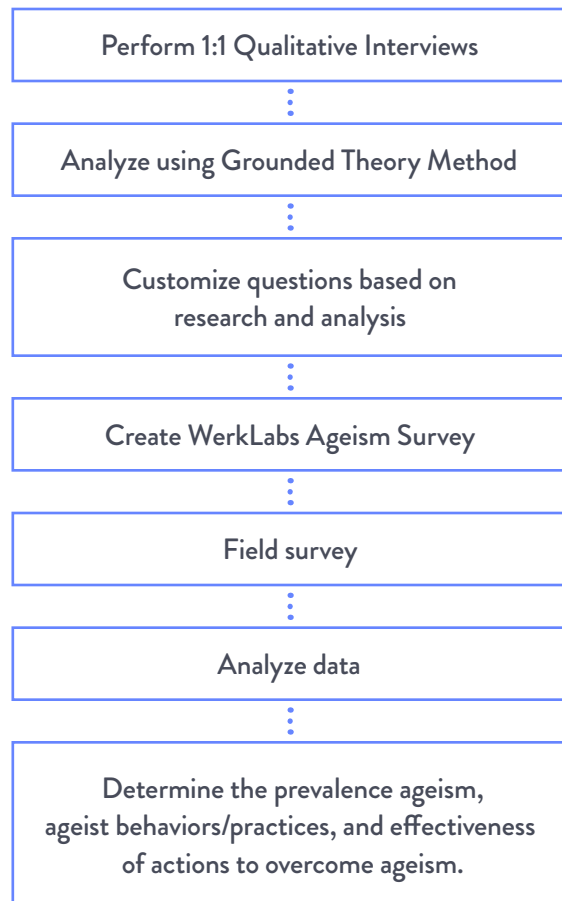 Perform 1:1 Qualitative Interviews
Analyze using Grounded Theory Method
Customize questions based on
research and analysis
Create WerkLabs Ageism Survey
Field survey
Analyze data
Determine the prevalence ageism,
ageist behaviors/practices, and effectiveness
of actions to overcome ageism.